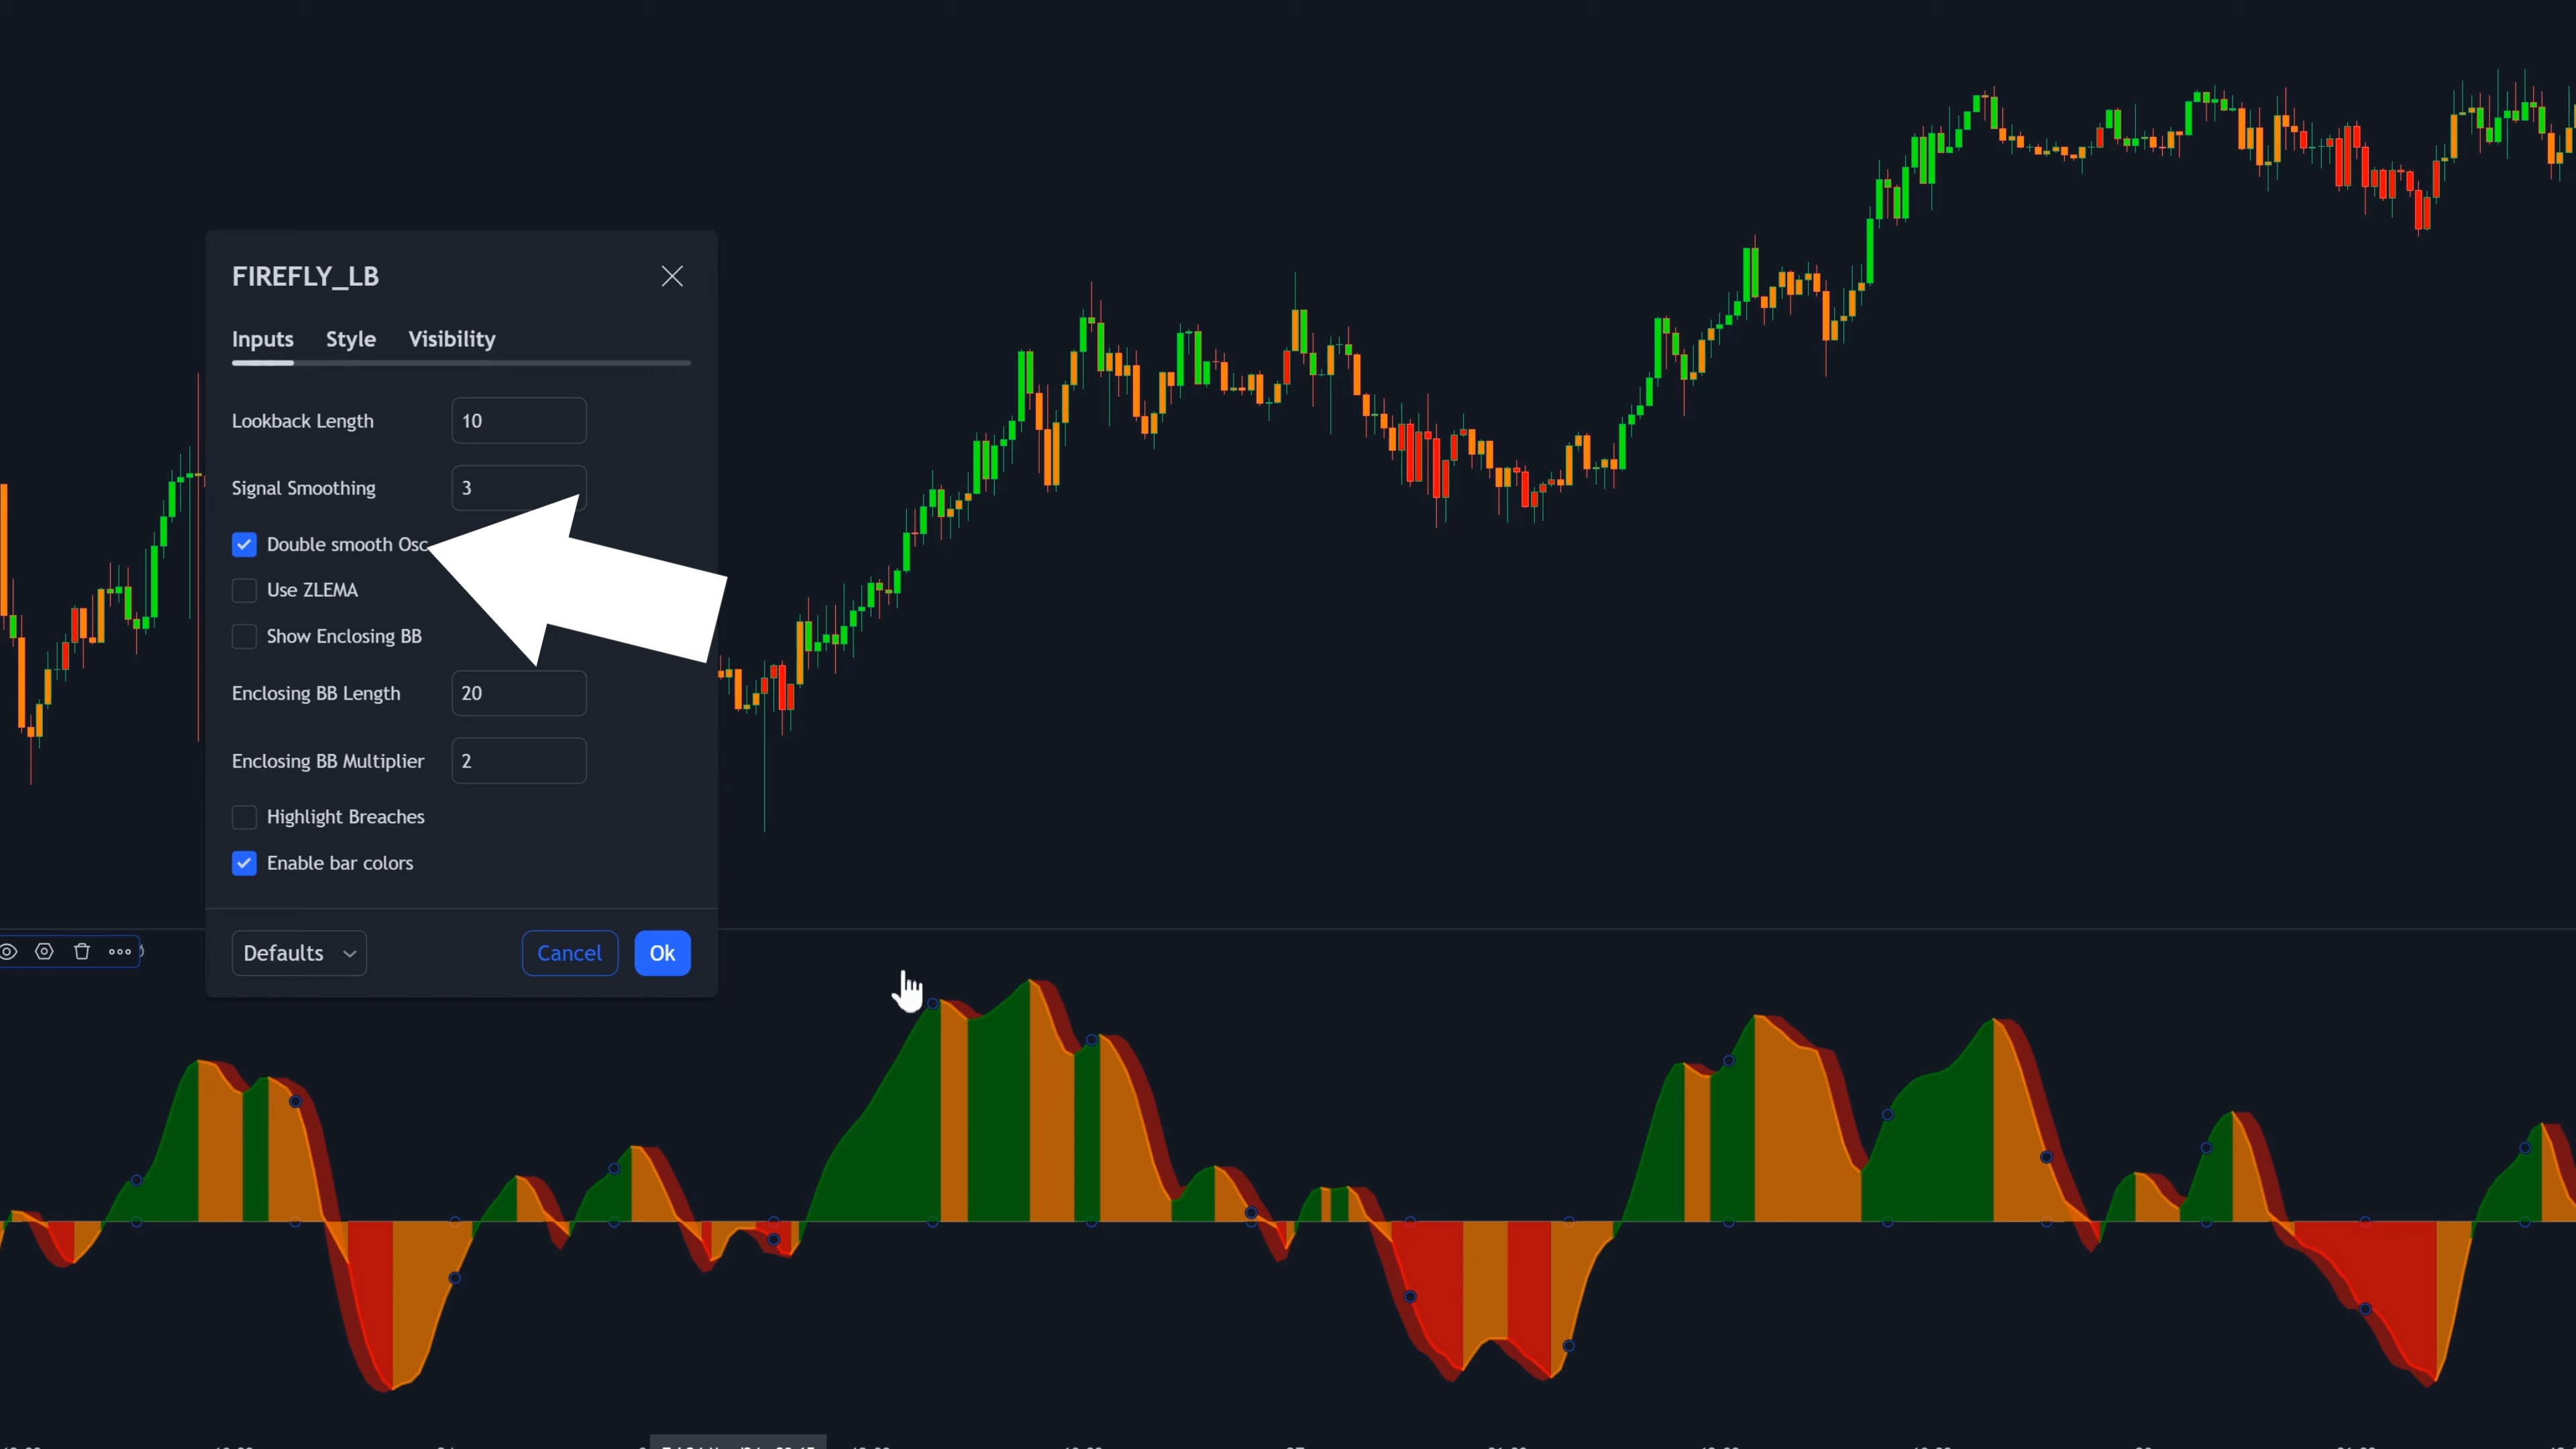 FIREFLY_LB
Inputs Style Visibility
Lookback Length 10
Signal Smoothing 3
Double smooth Osc
Use ZLEMA
Show Enclosing BB
Enclosing BB Length 20
Enclosing BB Multiplier 2
Highlight Breaches
Enable bar colors
Defaults Cancel Ok